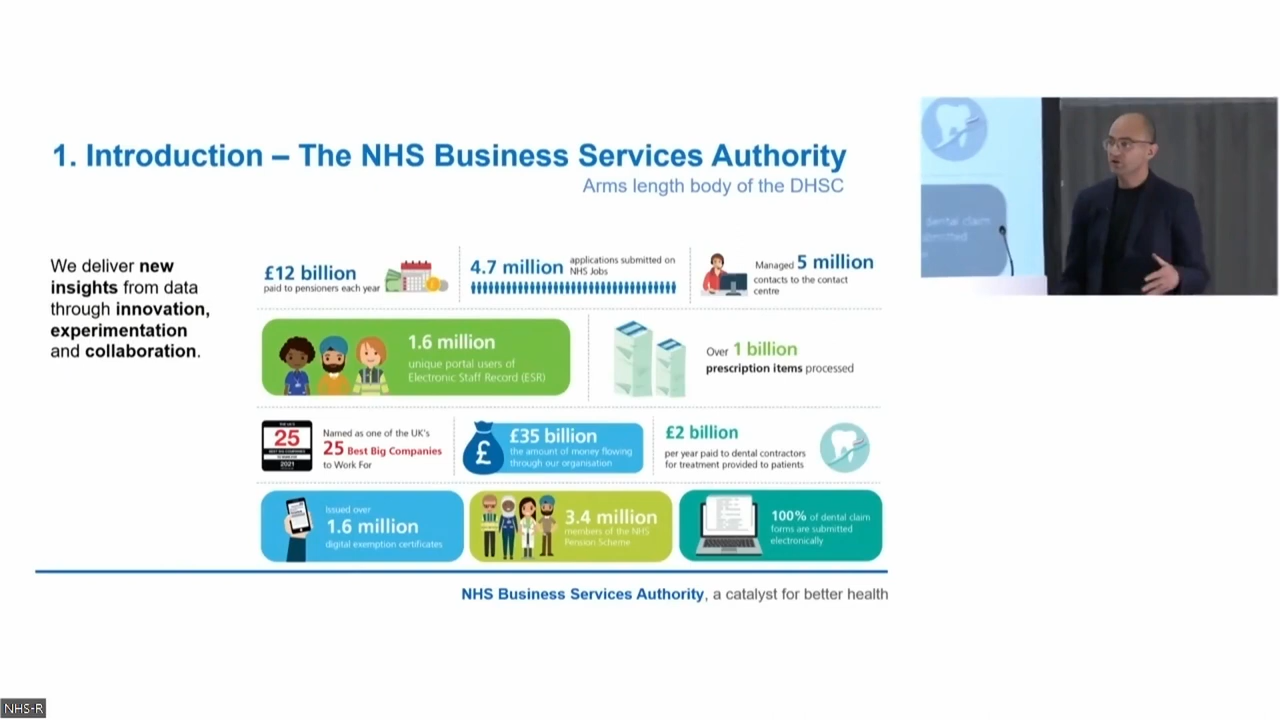 1. Introduction – The NHS Business Services Authority
Arms length body of the DHSC
We deliver new
insights from data
through innovation,
experimentation
and collaboration.
£12 billion
paid to pensioners each year
4.7 million applications submitted on
NHS Jobs
Managed 5 million
contacts to the contact
centre
1.6 million
unique portal users of
Electronic Staff Record (ESR)
Over 1 billion
prescription items processed
25
2021
Named as one of the UK's
25 Best Big Companies
to Work For
£
£35 billion
the amount of money flowing
through our organisation
£2 billion
per year paid to dental contractors
for treatment provided to patients
Issued over
1.6 million
digital exemption certificates
3.4 million
members of the NHS
Pension Scheme
100% of dental claim
forms are submitted
electronically
NHS Business Services Authority, a catalyst for better health
dental claim
NHS-R